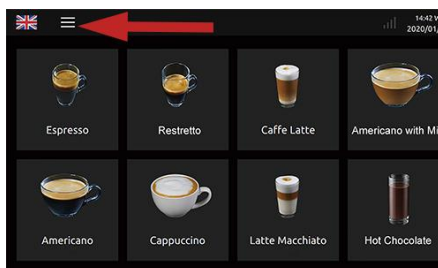 14:42 W
2020/01/
Espresso
Restretto
Caffe Latte
Americano with Mi
Americano
Cappuccino
Latte Macchiato
Hot Chocolate